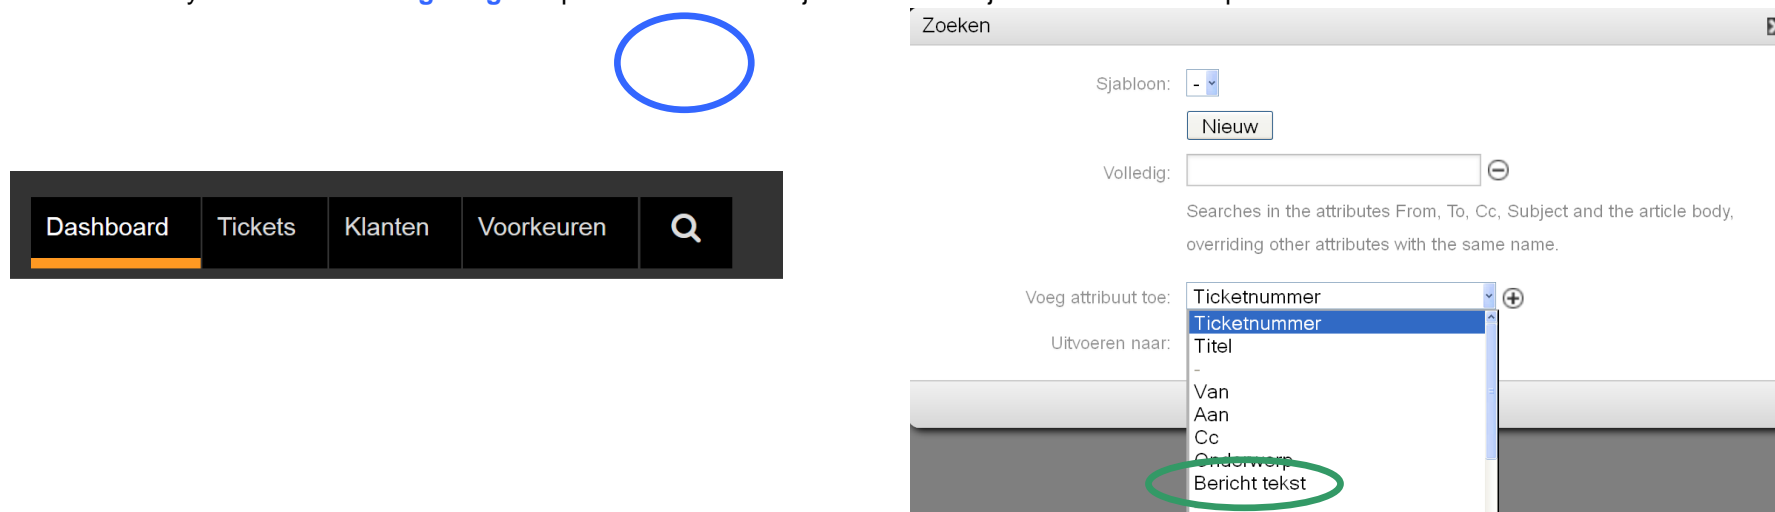 Dashboard Tickets Klanten Voorkeuren
Zoeken
Sjabloon: -
Nieuw
Volledig:
Searches in the attributes From, To, Cc, Subject and the article body,
overriding other attributes with the same name.
Voeg attribuut toe: Ticketnummer
Ticketnummer
Uitvoeren naar:
Titel
-
Van
Aan
Cc
Onderwerp
Bericht tekst